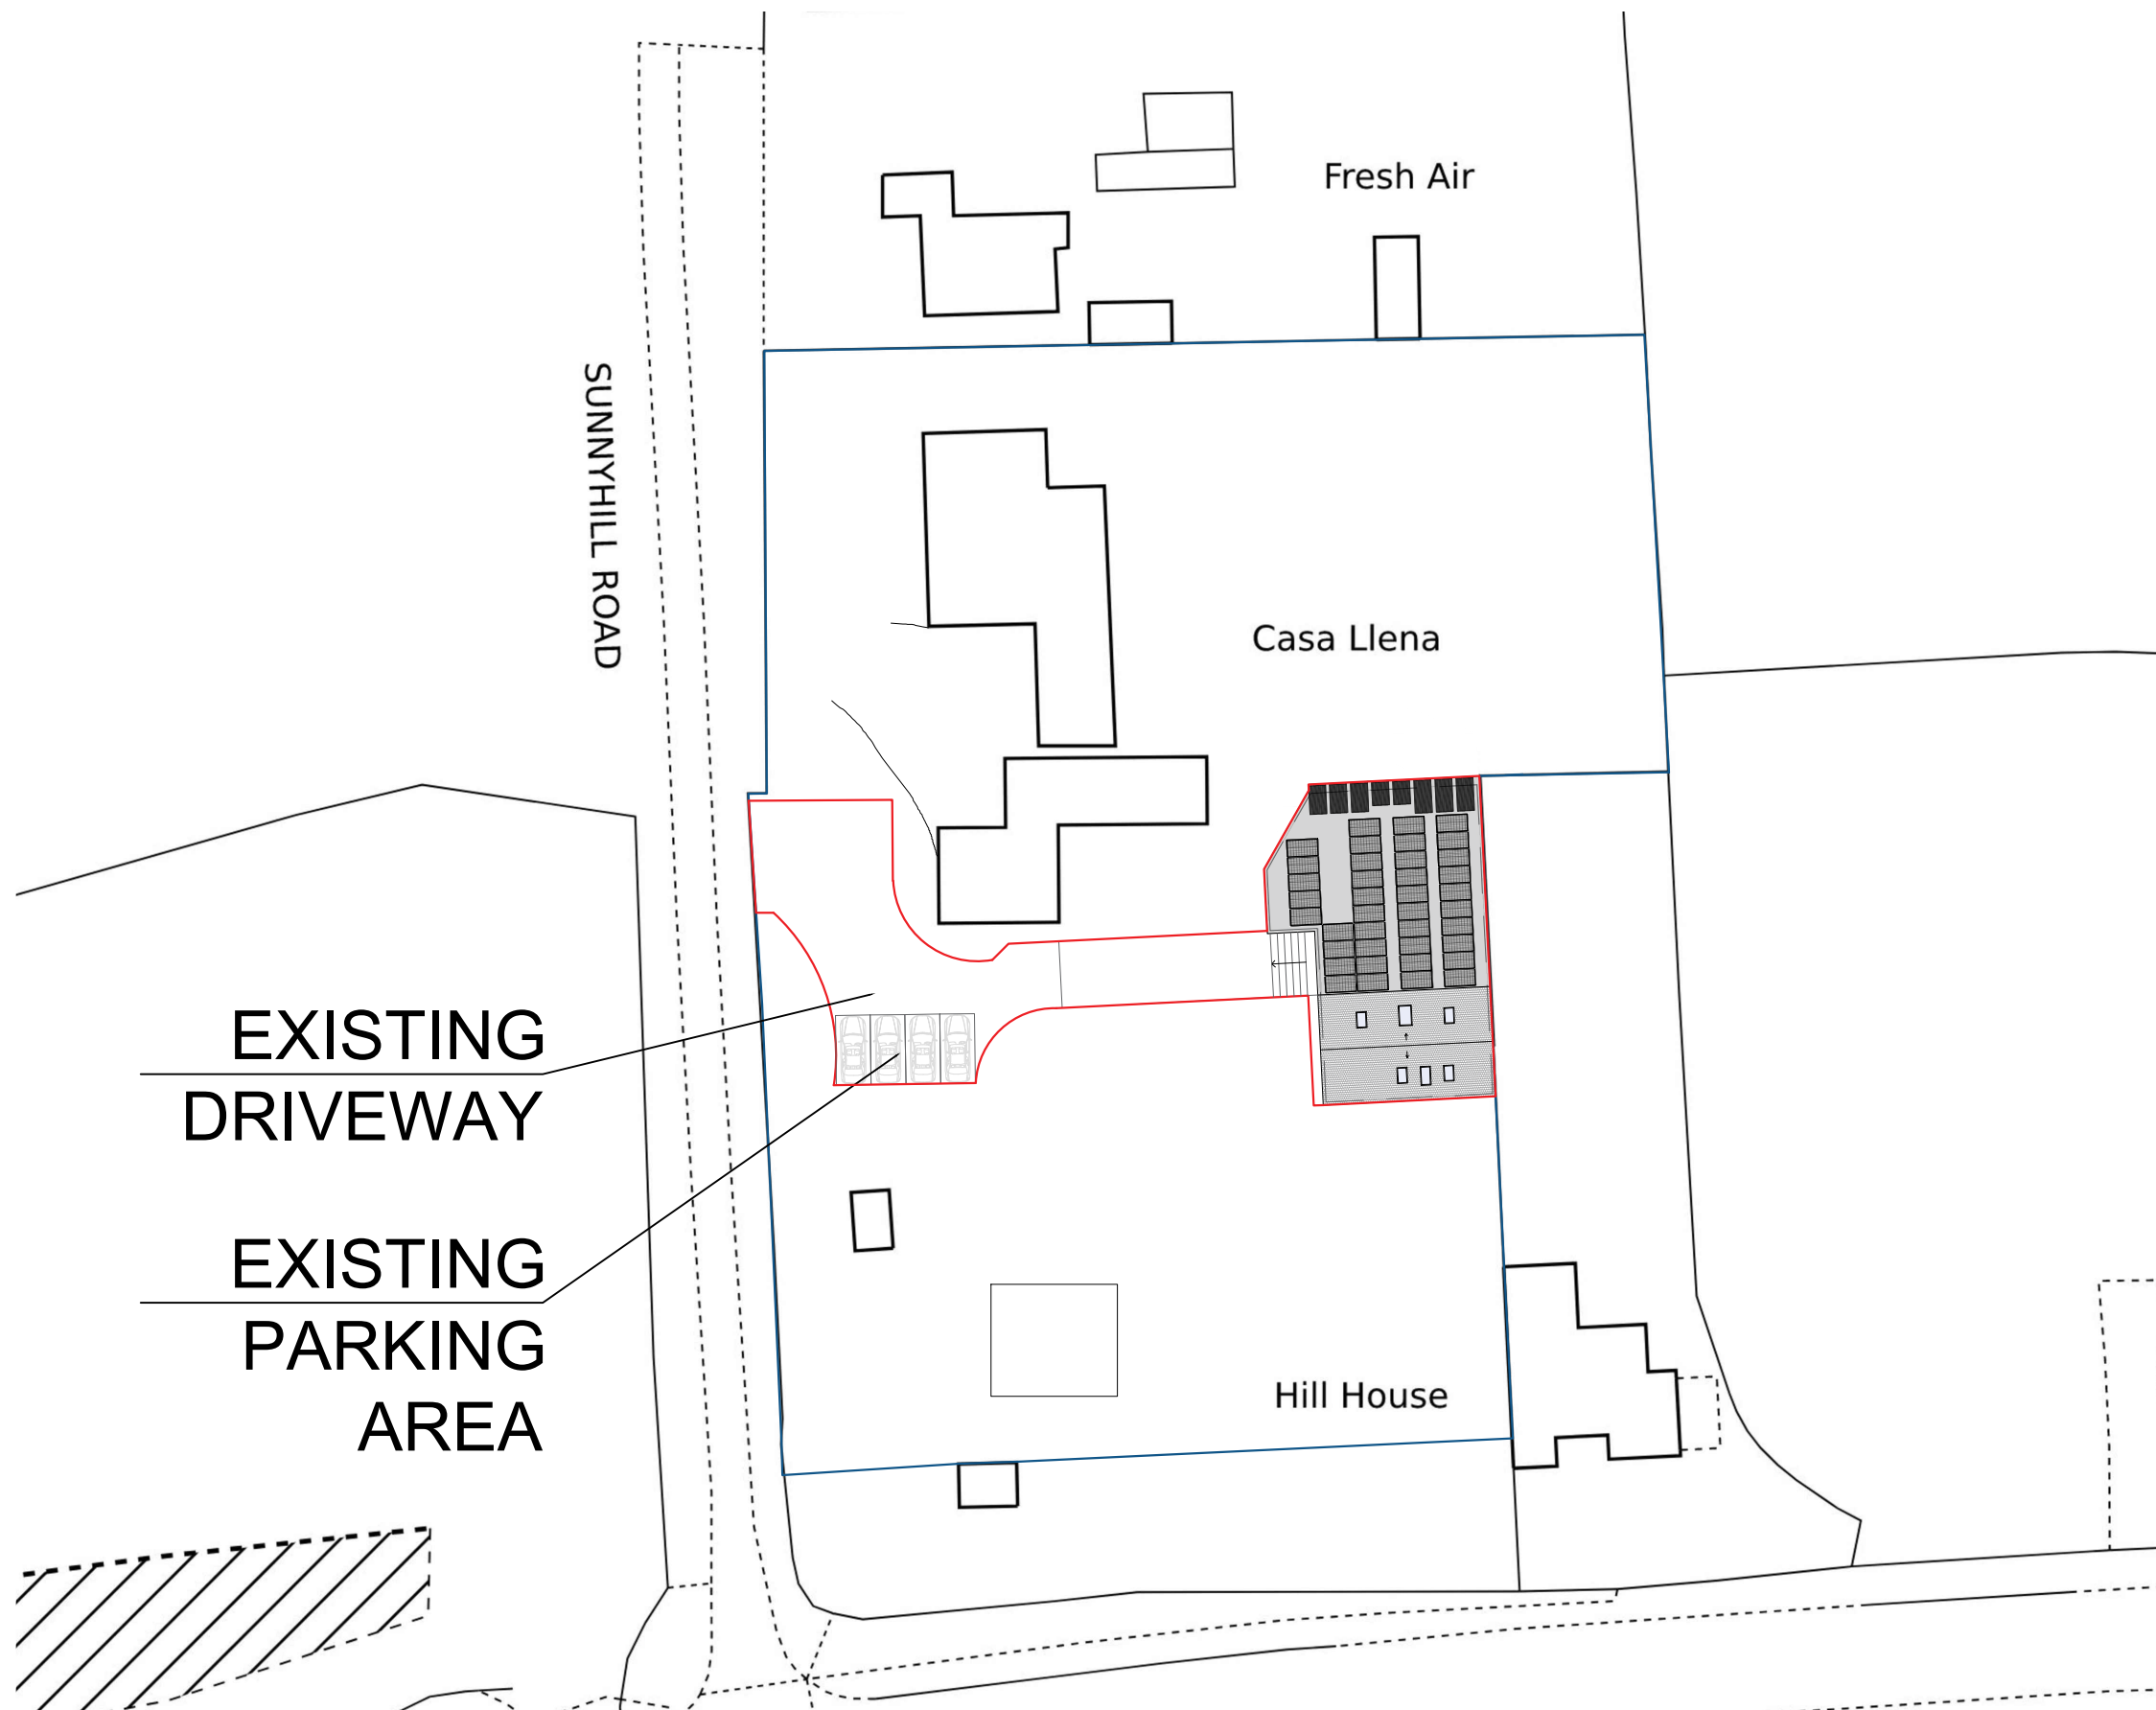 Fresh Air
SUNNYHILL ROAD
Casa Llena
EXISTING
DRIVEWAY
EXISTING
PARKING
AREA
Hill House